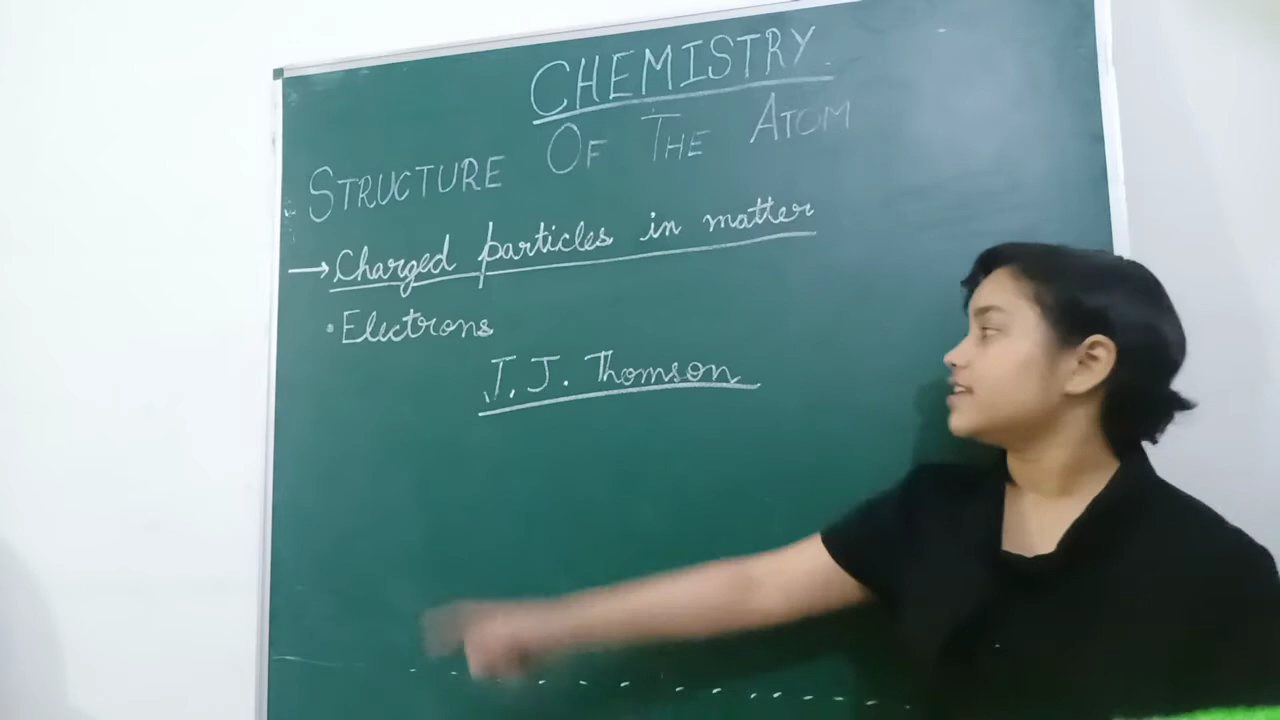 CHEMISTRY
STRUCTURE OF THE ATOM
→ Charged particles in matter
• Electrons
J. J. Thomson